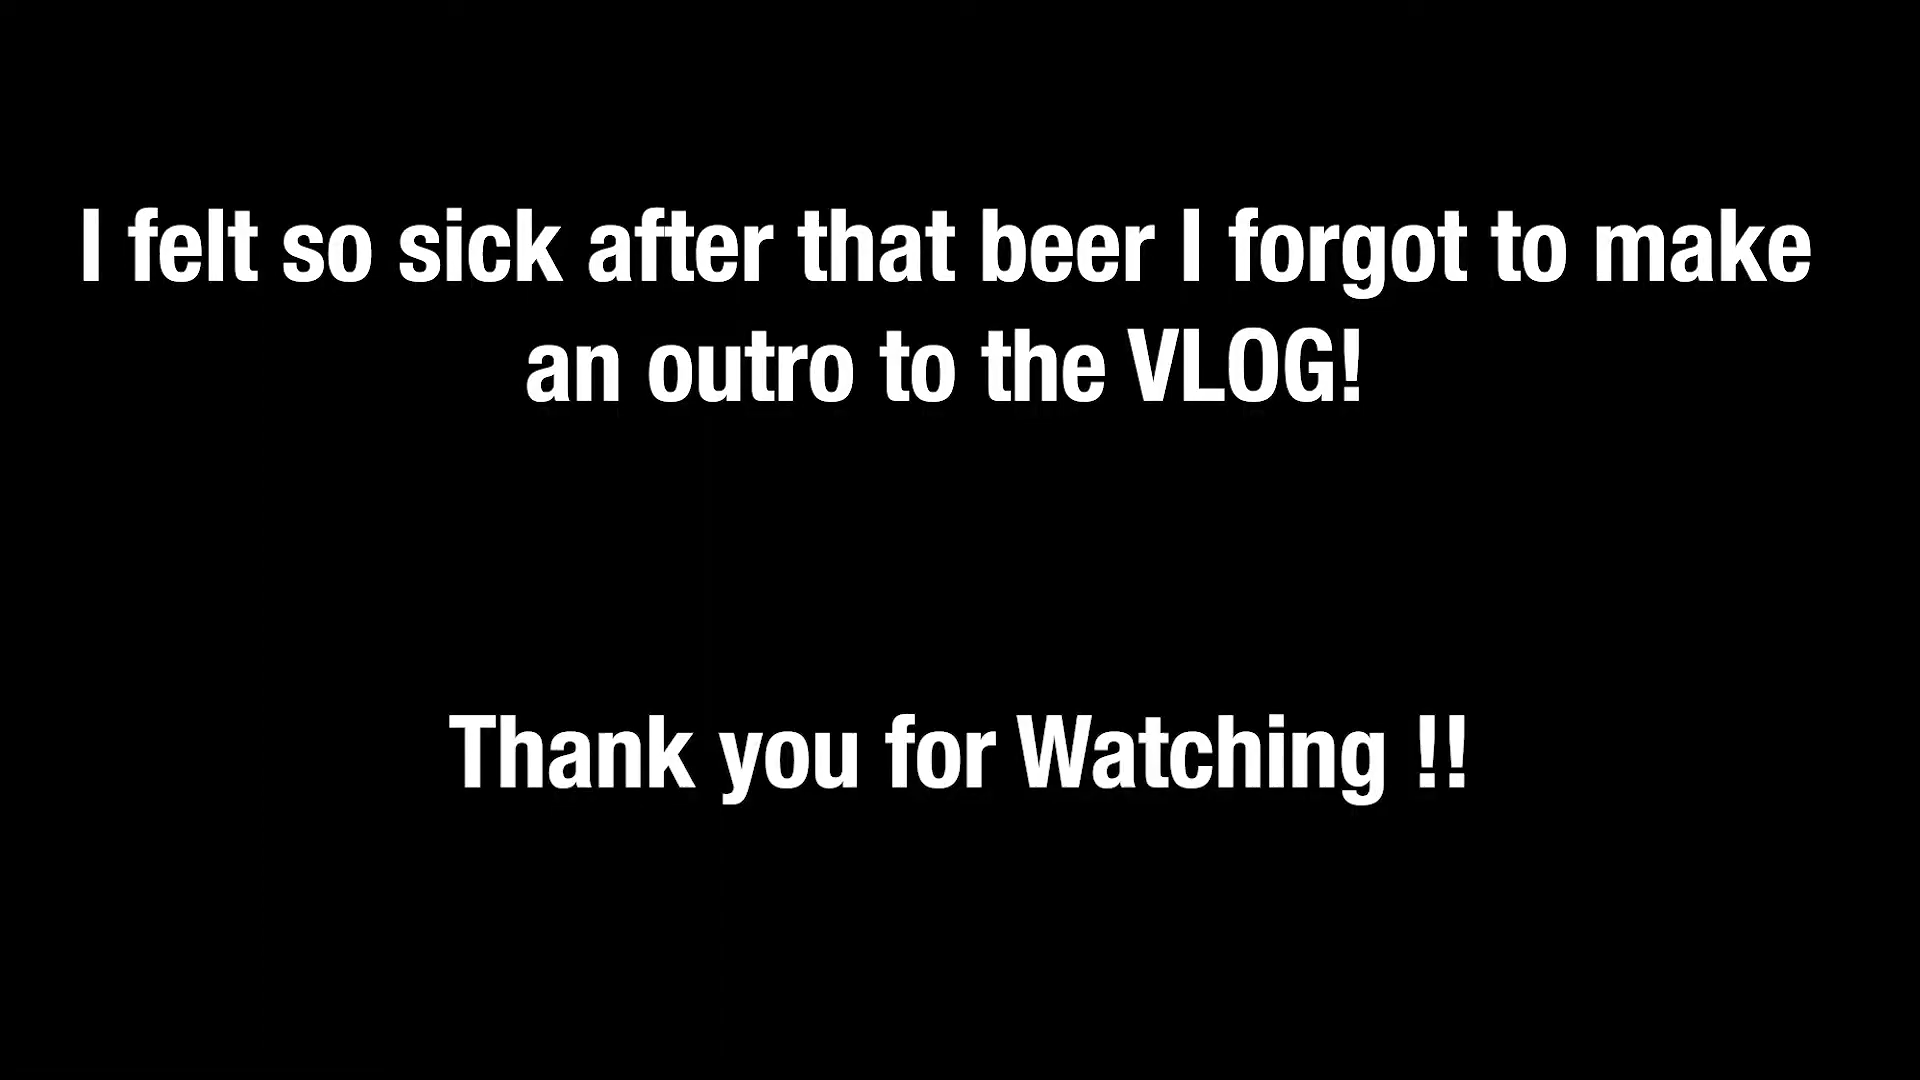 I felt so sick after that beer I forgot to make
an outro to the VLOG!
Thank you for Watching !!